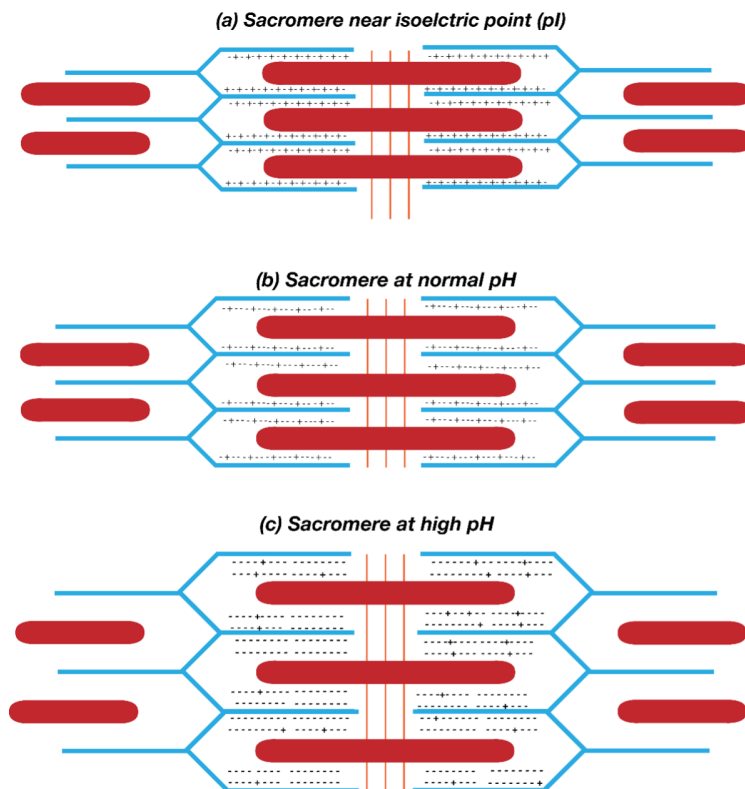 (a) Sacromere near isoelctric point (pI)
(b) Sacromere at normal pH
(c) Sacromere at high pH